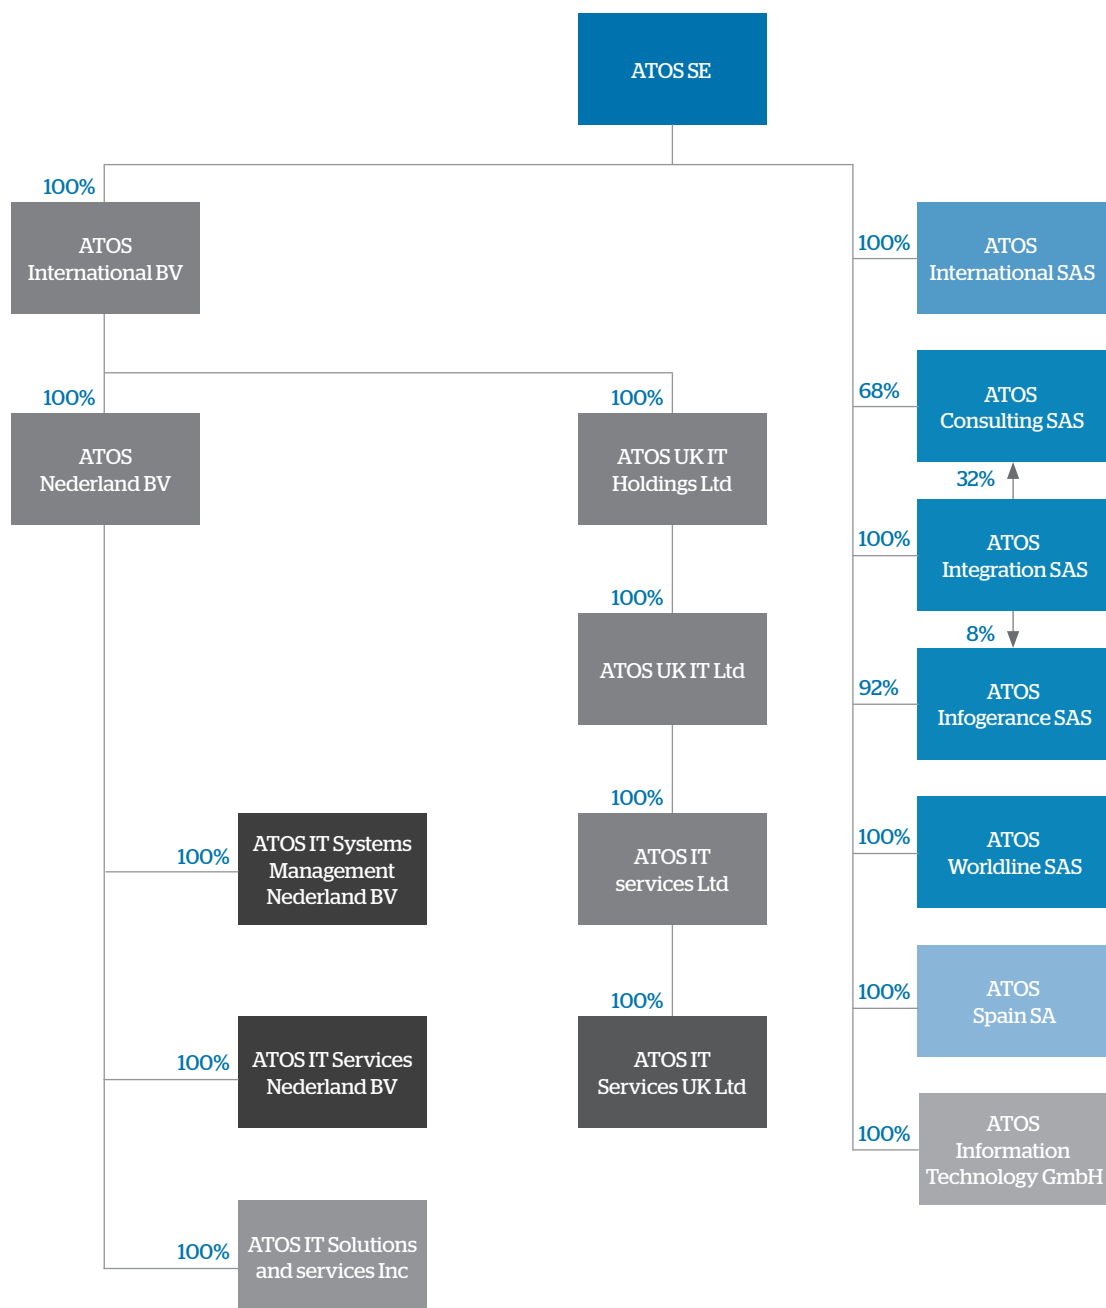 ATOS SE
100%
ATOS
International BV
100%
ATOS
International SAS
100%
ATOS
Nederland BV
100%
ATOS UK IT
Holdings Ltd
68%
ATOS
Consulting SAS
32%
100%
ATOS
Integration SAS
8%
100%
ATOS UK IT Ltd
92%
ATOS
Infogerance SAS
100%
ATOS IT Systems
Management
Nederland BV
100%
ATOS IT
services Ltd
100%
ATOS
Worldline SAS
100%
ATOS IT Services
Nederland BV
100%
ATOS IT
Services UK Ltd
100%
ATOS
Spain SA
100%
ATOS
Information
Technology GmbH
100%
ATOS IT Solutions
and services Inc